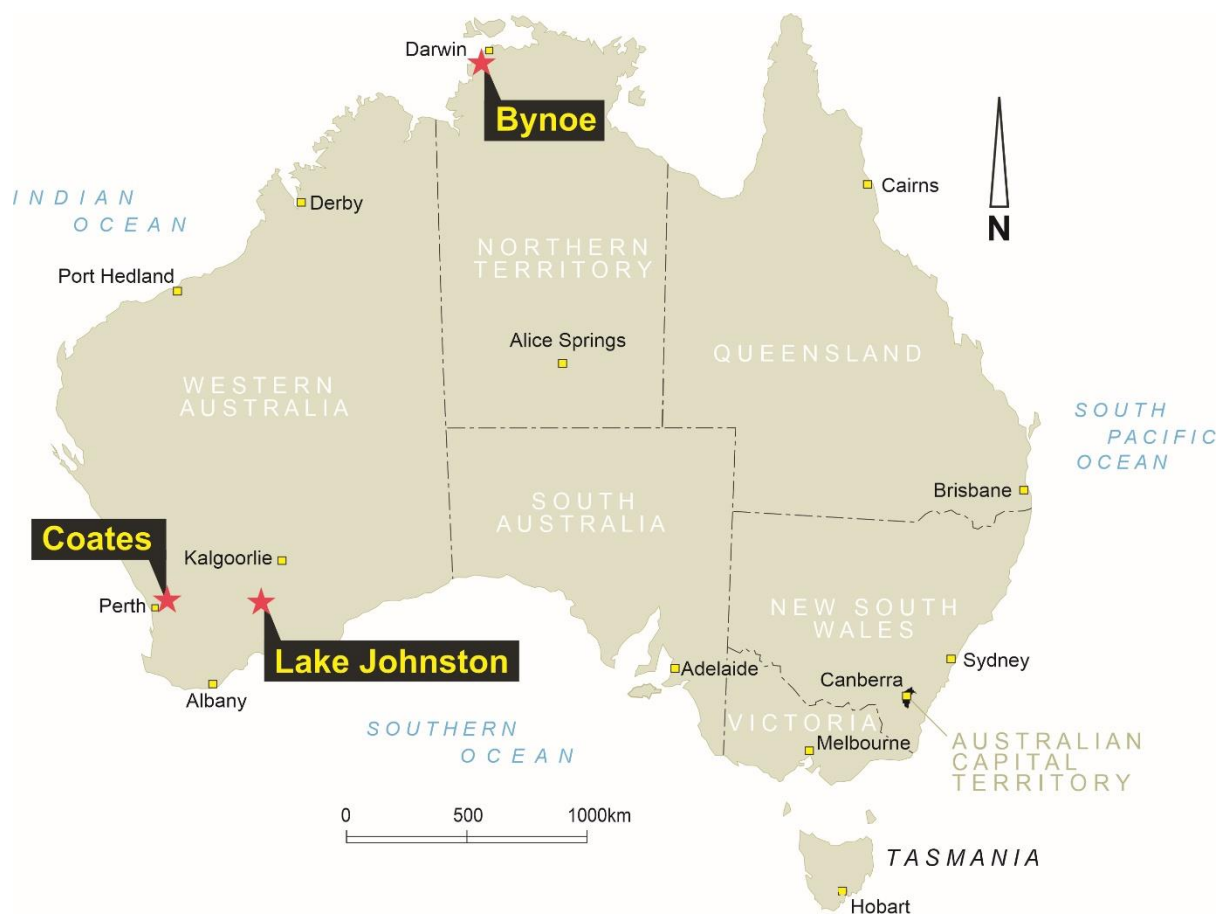 Darwin
Bynoe
INDIAN
OCEAN
Derby
Cairns
N
NORTHERN
TERRITORY
Port Hedland
Alice Springs
QUEENSLAND
WESTERN
AUSTRALIA
SOUTH
PACIFIC
OCEAN
Brisbane
SOUTH
AUSTRALIA
Coates
Kalgoorlie
Perth
NEW SOUTH
WALES
Lake Johnston
Sydney
Adelaide
Canberra
Albany
SOUTHERN
OCEAN
VICTORIA
Melbourne
AUSTRALIAN
CAPITAL
TERRITORY
0 500 1000km
TASMANIA
Hobart